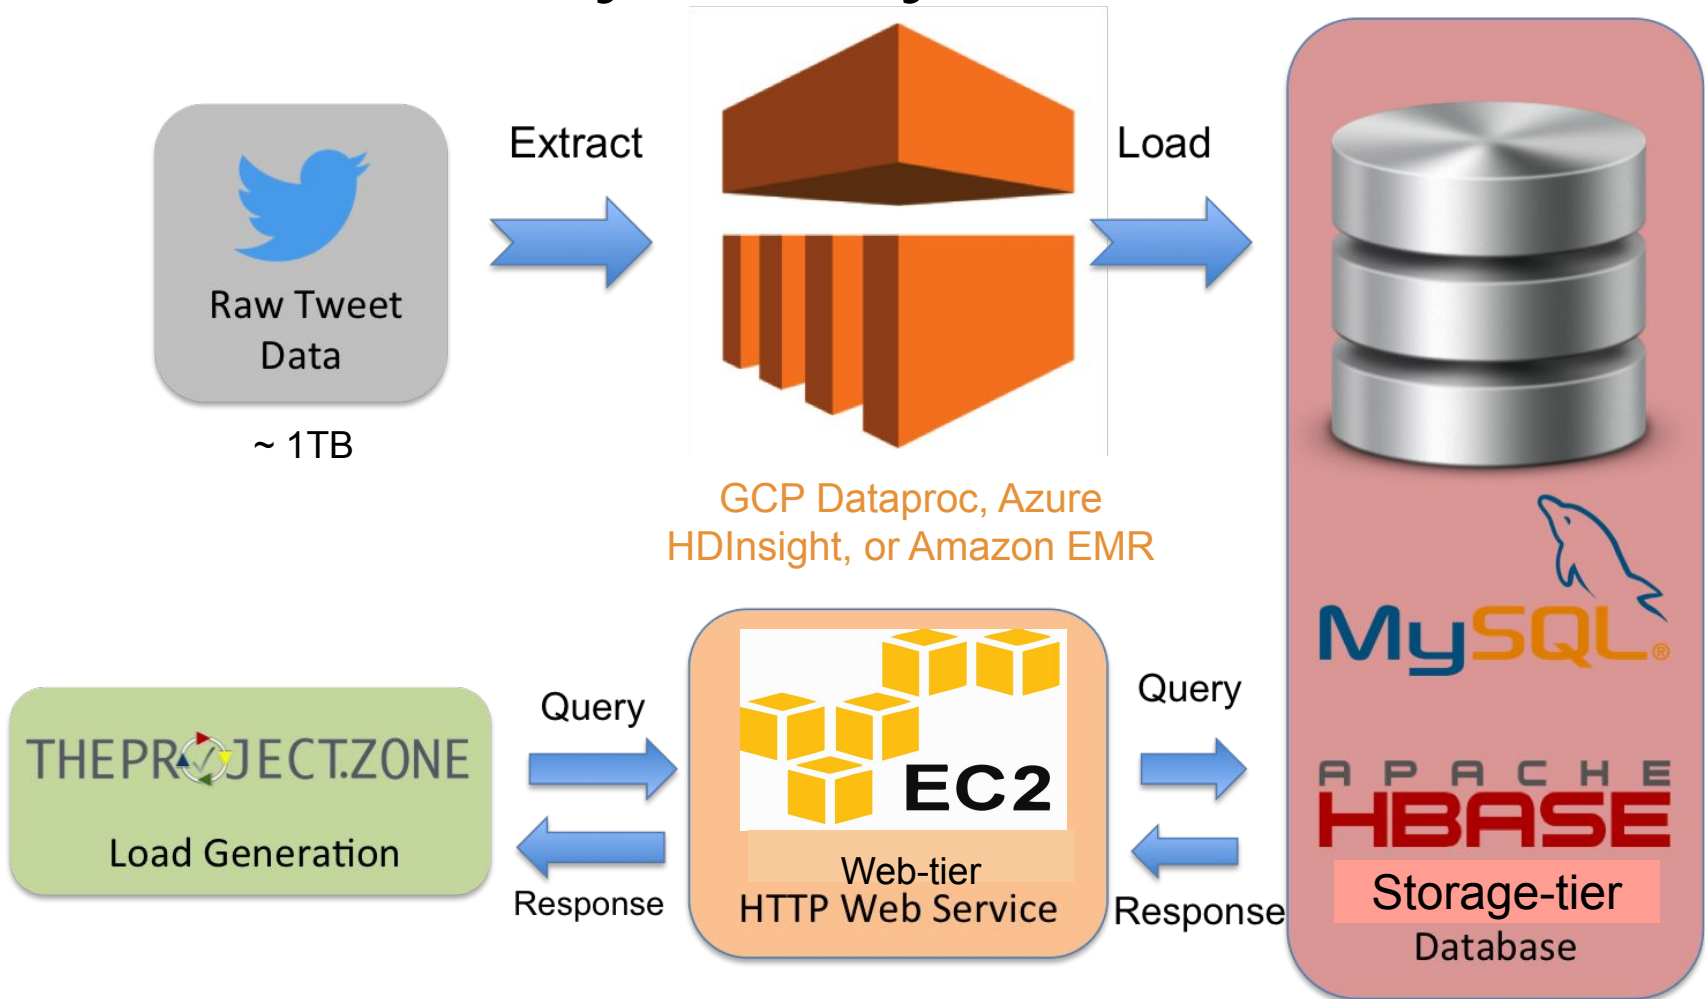 Extract
Load
Raw Tweet
Data
~ 1TB
GCP Dataproc, Azure
HDInsight, or Amazon EMR
MySQL®
Query
Query
THEPROJECT.ZONE
EC2
APACHE
HBASE
Load Generation
Web-tier
HTTP Web Service
Response
Response
Storage-tier
Database